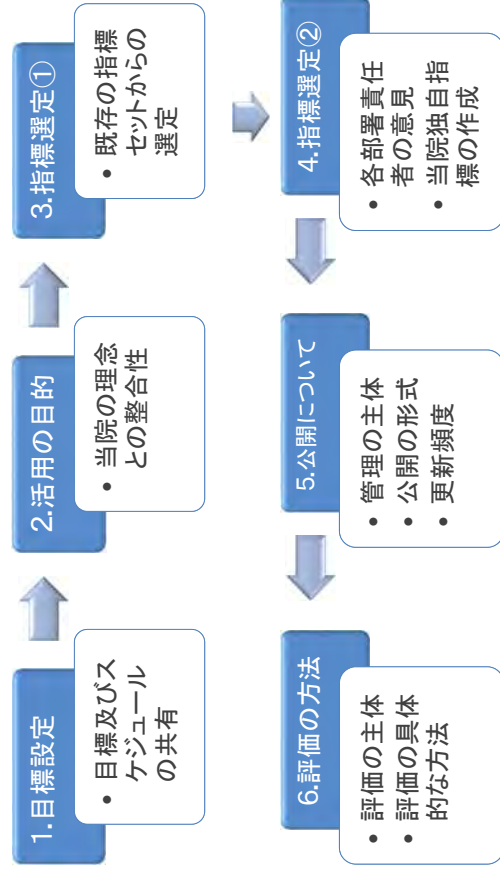 1.目標設定
• 目標及びス
ケジュール
の共有
2.活用の目的
• 当院の理念
との整合性
3.指標選定①
• 既存の指標
セットからの
選定
4.指標選定②
• 各部署責任
者の意見
• 当院独自指
標の作成
5.公開について
• 管理の主体
• 公開の形式
• 更新頻度
6.評価の方法
• 評価の主体
• 評価の具体
的な方法